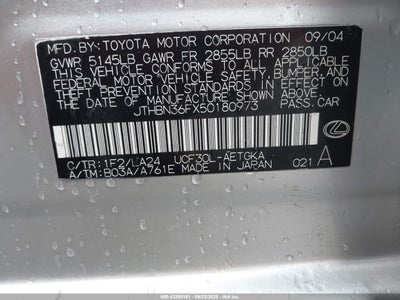 MFD. BY: TOYOTA MOTOR CORPORATION 09/04
GVWR 5145LB GAWR FR 2855LB RR 2850LB
THIS VEHICLE CONFORMS TO ALL APPLICABLE
FEDERAL MOTOR VEHICLE SAFETY, BUMPER, AND
THEFT PREVENTION STANDARDS IN EFFECT ON
THE DATE OF MANUFACTURE SHOWN ABOVE.
JTHBN36FX50180973 PASS. CAR
C/TR: 1F2/LA24 UCF30L-AETGKA
A/TM: B03A/A761E MADE IN JAPAN 021 A